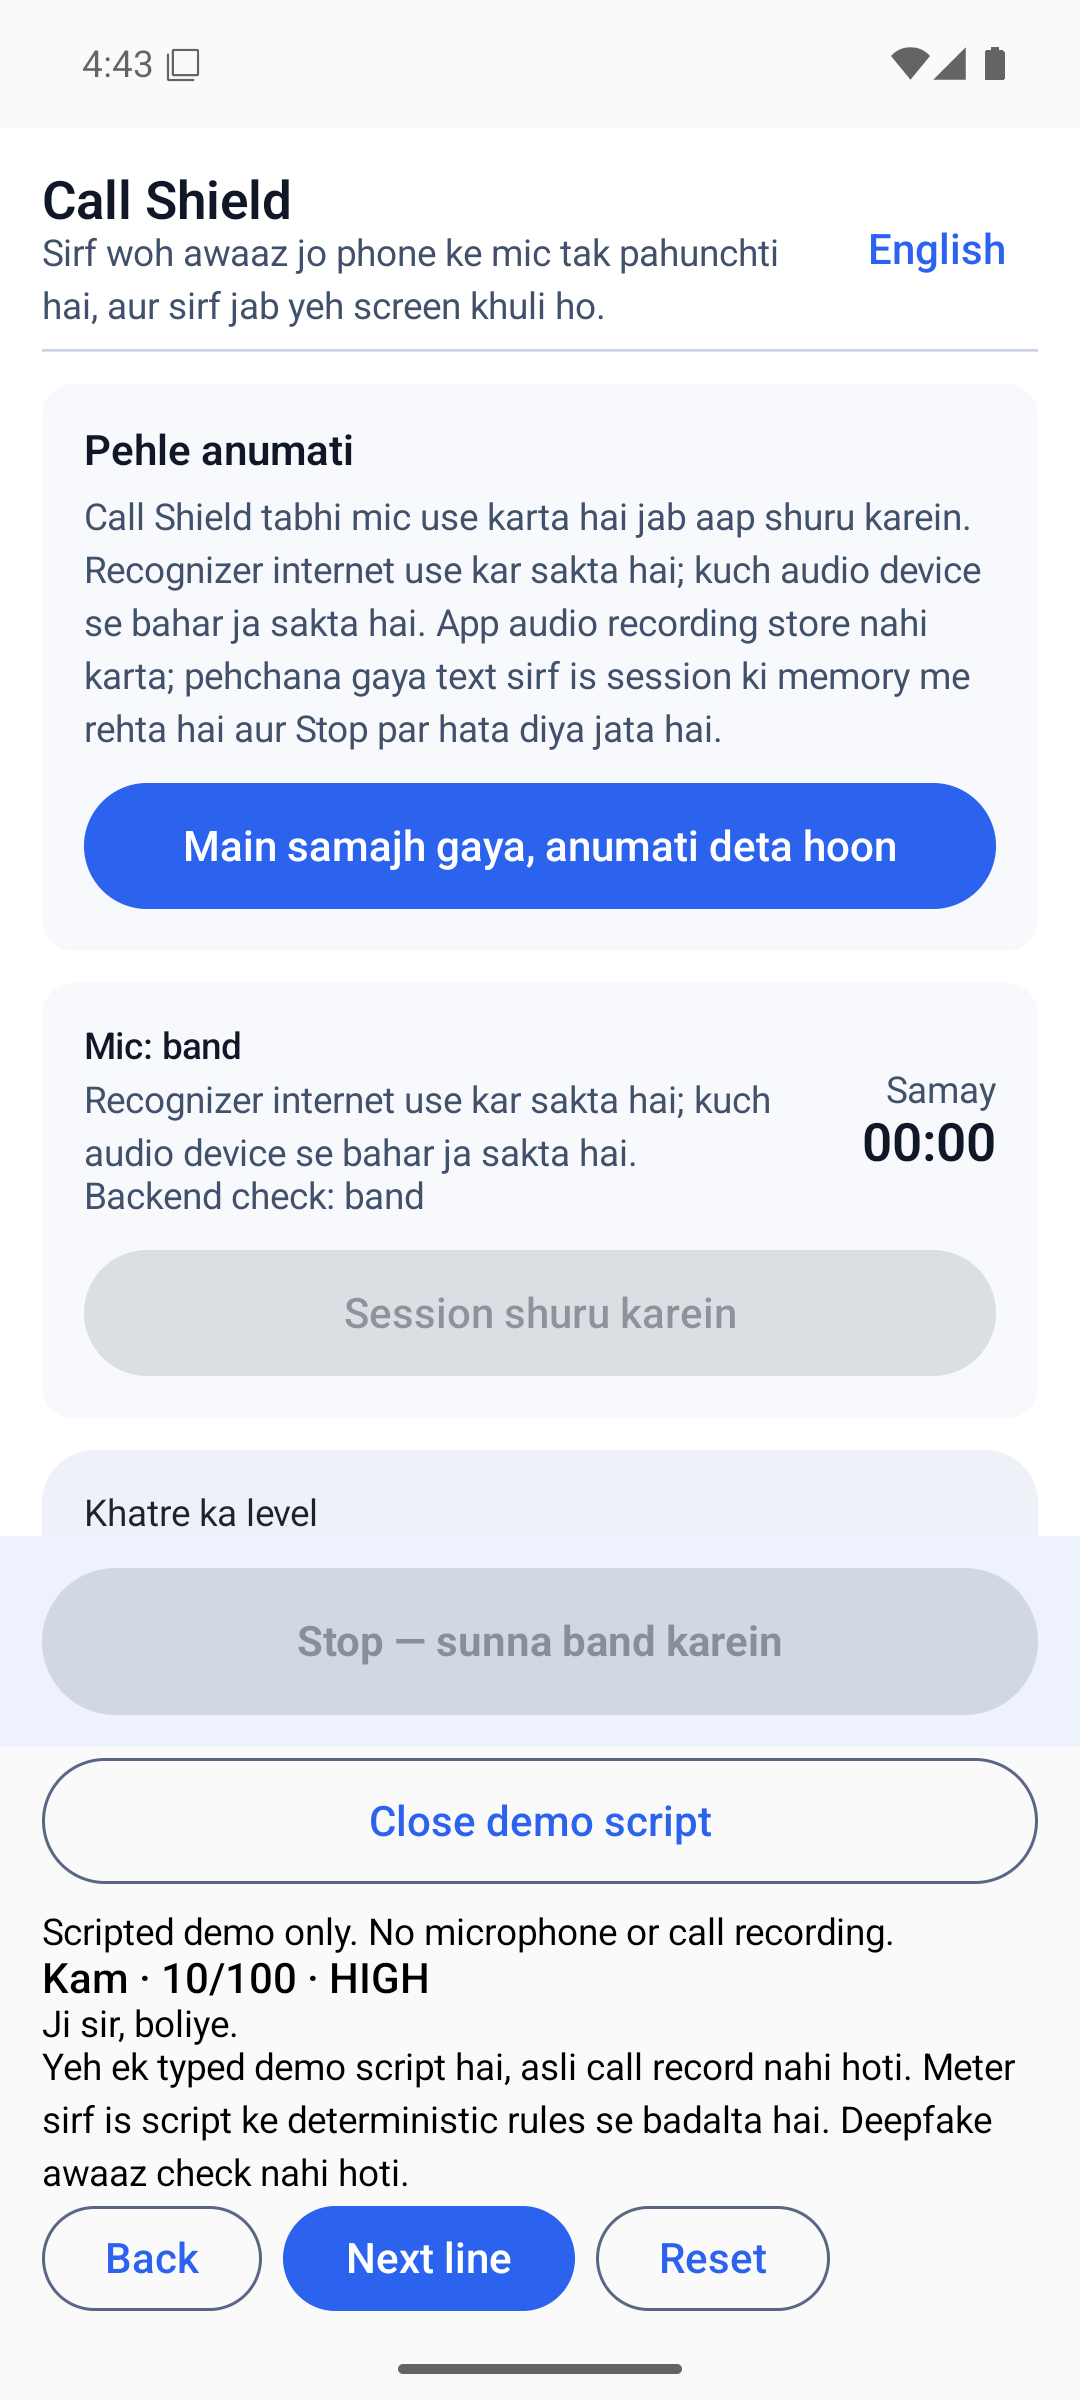 4:43
Call Shield
Sirf woh awaaz jo phone ke mic tak pahunchti
hai, aur sirf jab yeh screen khuli ho.
English
Pehle anumati
Call Shield tabhi mic use karta hai jab aap shuru karein.
Recognizer internet use kar sakta hai; kuch audio device
se bahar ja sakta hai. App audio recording store nahi
karta; pehchana gaya text sirf is session ki memory me
rehta hai aur Stop par hata diya jata hai.
Main samajh gaya, anumati deta hoon
Mic: band
Recognizer internet use kar sakta hai; kuch
audio device se bahar ja sakta hai.
Backend check: band
Samay
00:00
Session shuru karein
Khatre ka level
Stop — sunna band karein
Close demo script
Scripted demo only. No microphone or call recording.
Kam · 10/100 · HIGH
Ji sir, boliye.
Yeh ek typed demo script hai, asli call record nahi hoti. Meter
sirf is script ke deterministic rules se badalta hai. Deepfake
awaaz check nahi hoti.
Back
Next line
Reset